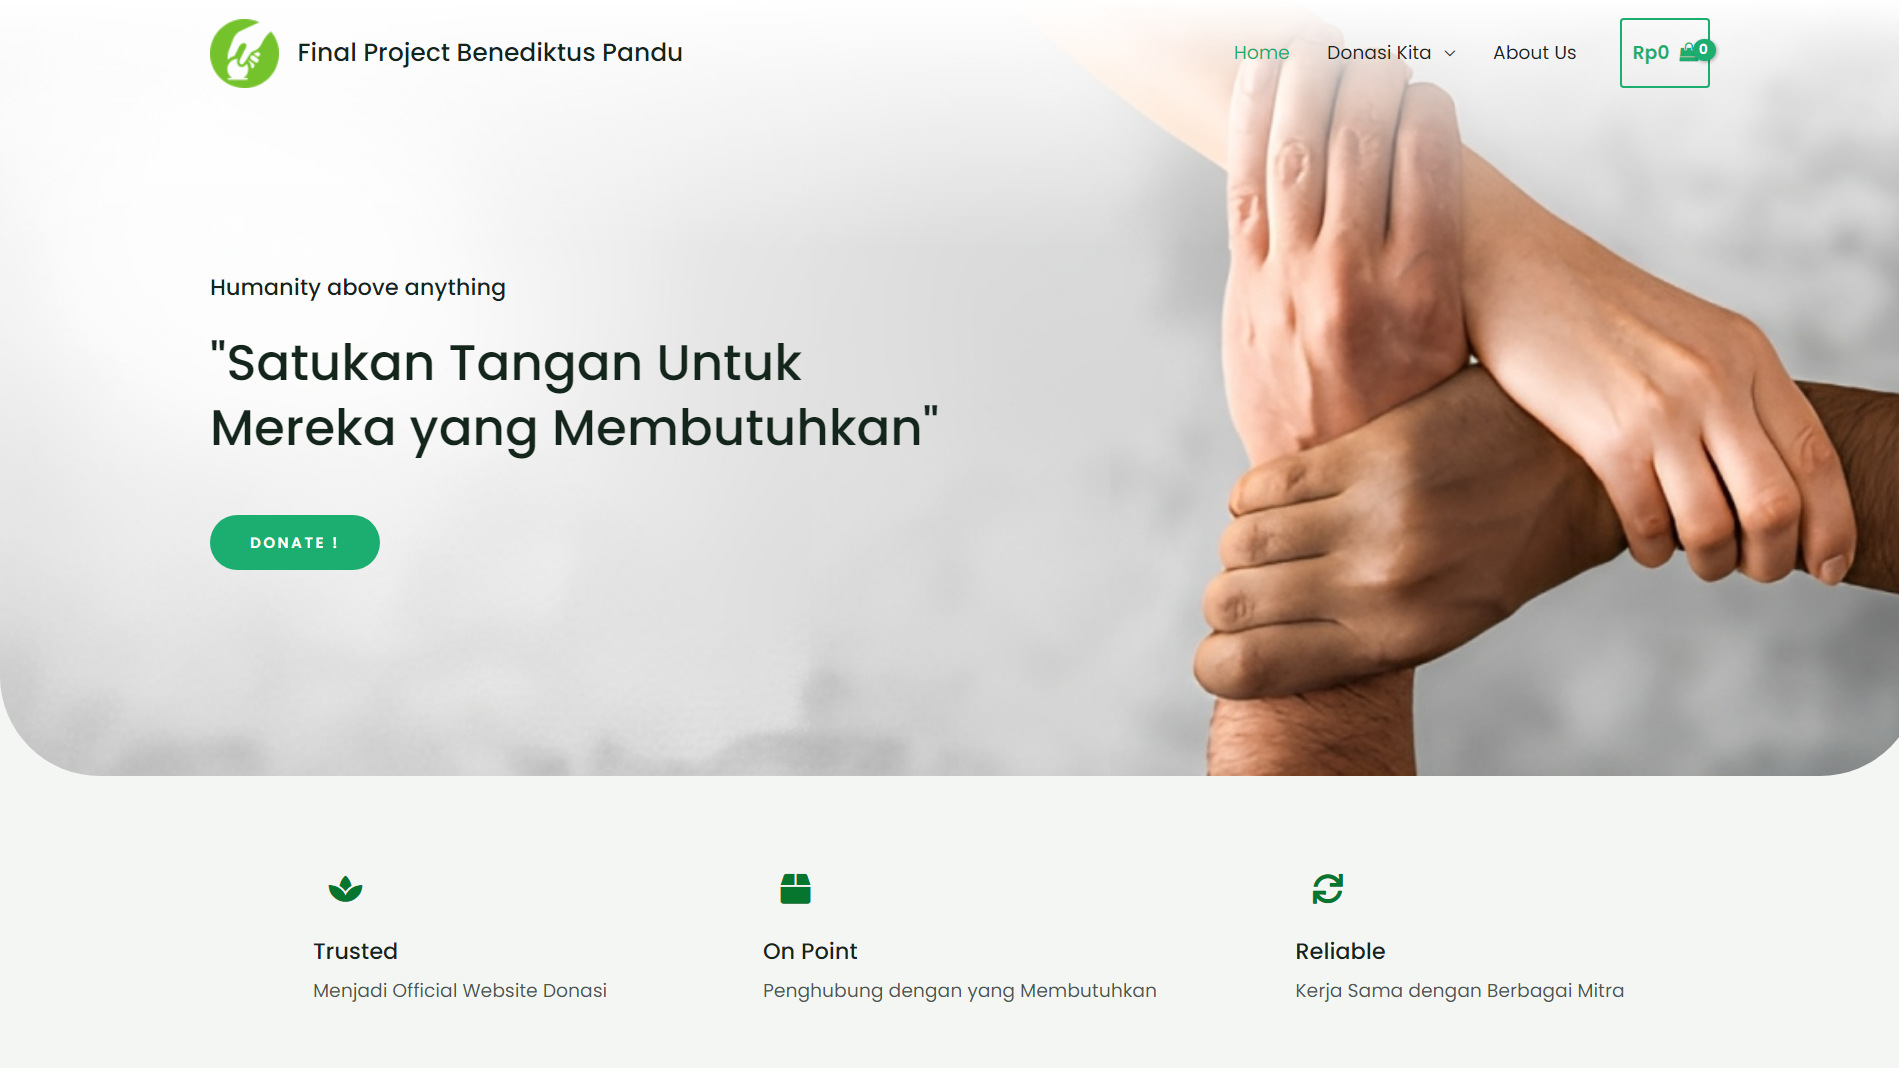 Final Project Benediktus Pandu
Home
Donasi Kita
About Us
Rp0
0
Humanity above anything
"Satukan Tangan Untuk
Mereka yang Membutuhkan"
DONATE !
Trusted
Menjadi Official Website Donasi
On Point
Penghubung dengan yang Membutuhkan
Reliable
Kerja Sama dengan Berbagai Mitra